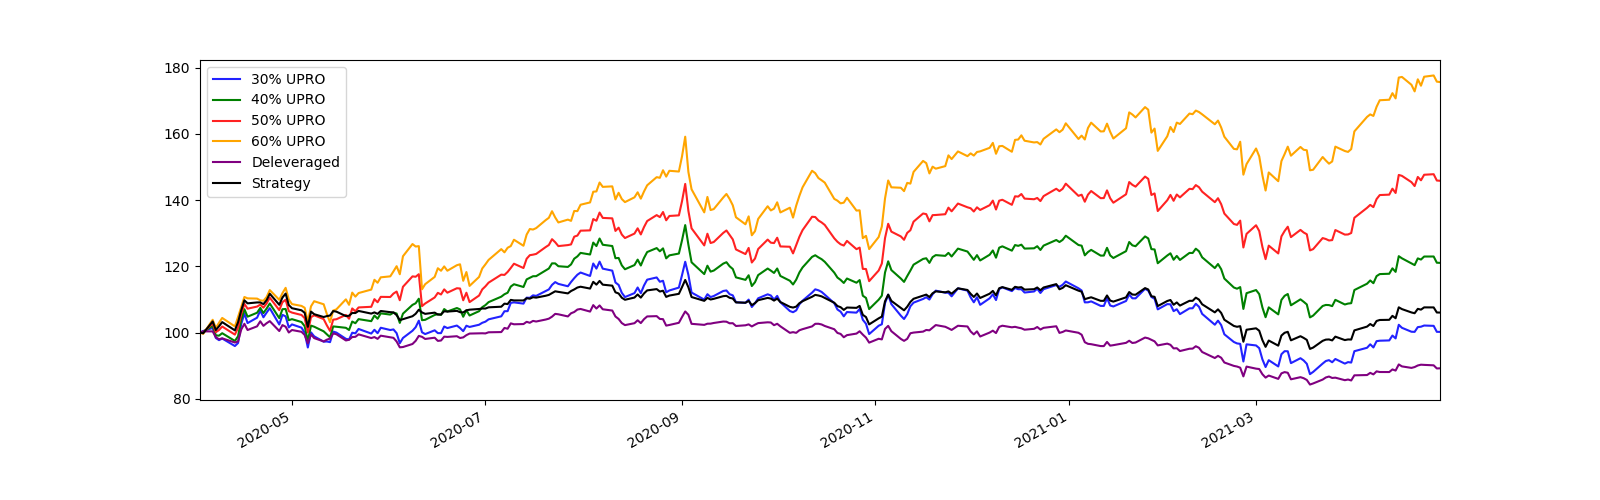 180
160
140
120
100
80
30% UPRO
40% UPRO
50% UPRO
60% UPRO
Deleveraged
Strategy
2020-05
2020-07
2020-09
2020-11
2021-01
2021-03